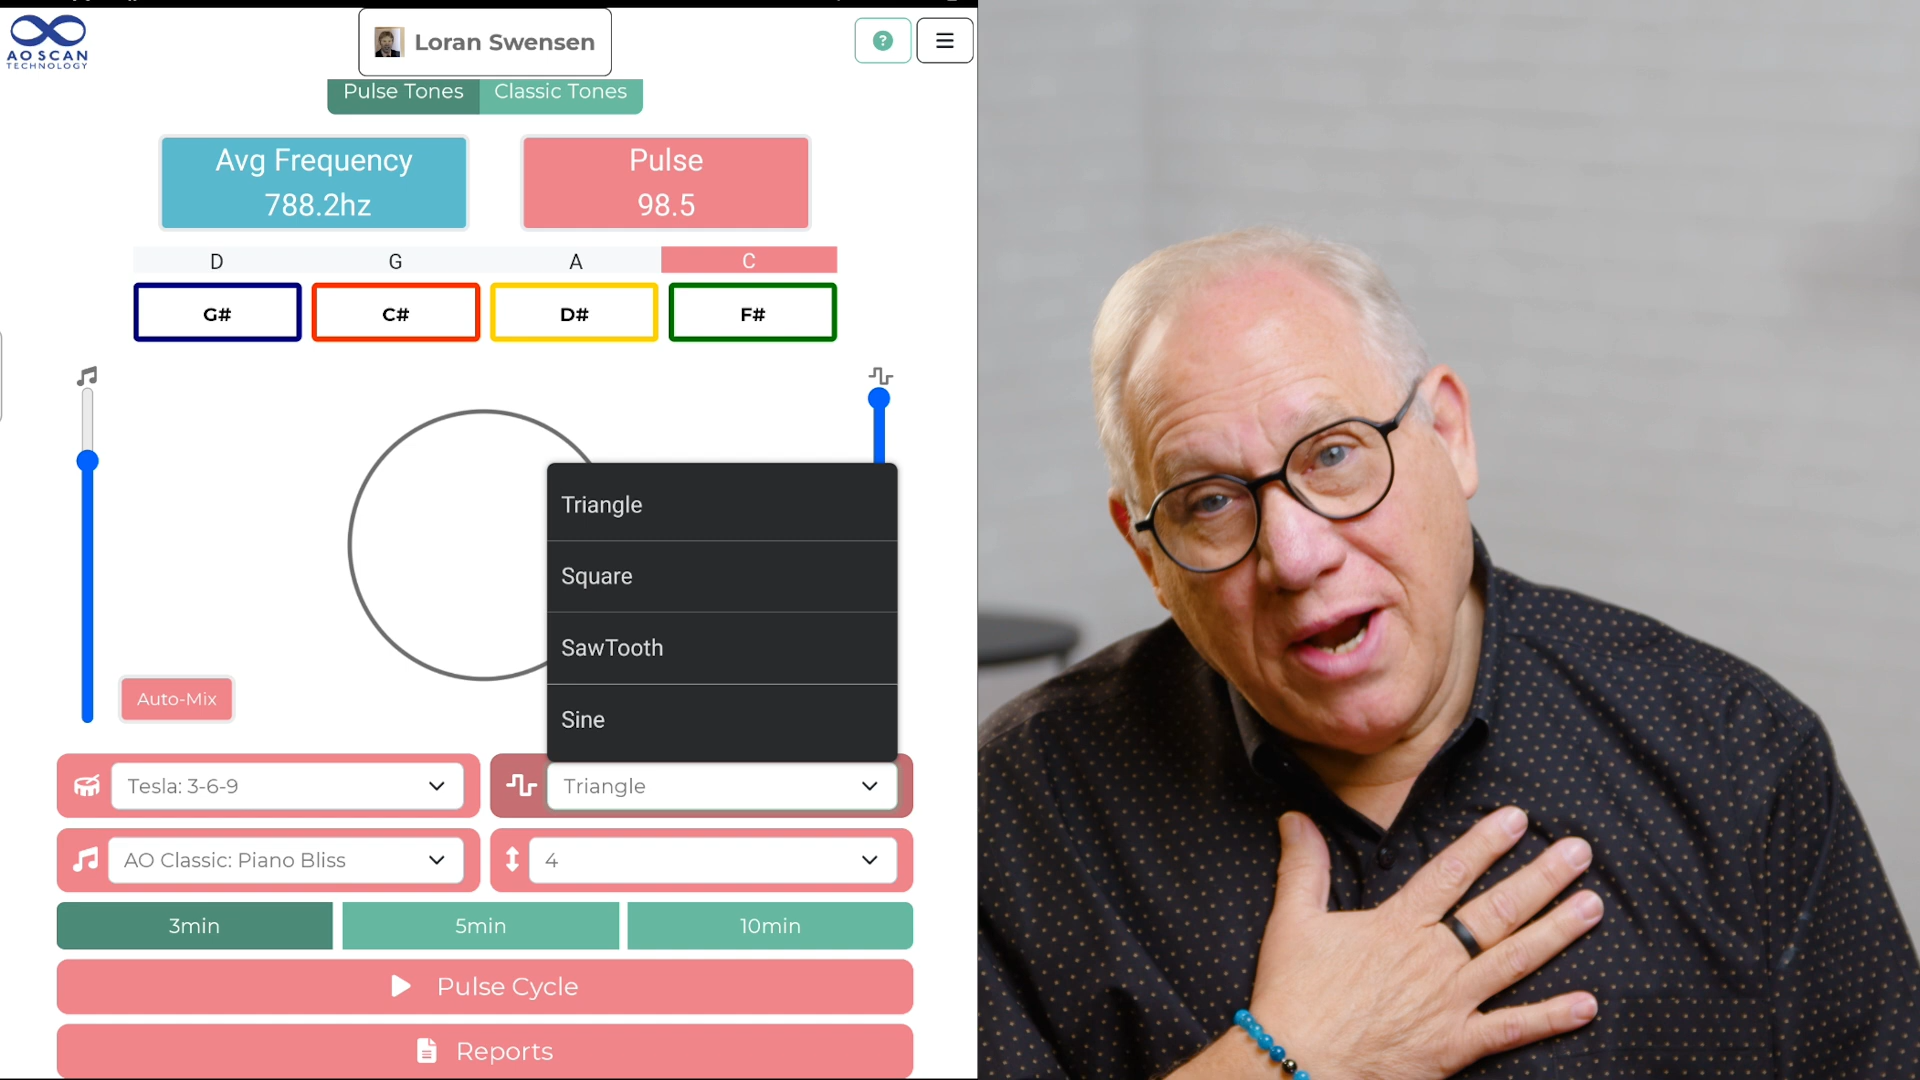 AO SCAN
TECHNOLOGY
Loran Swensen
?
Pulse Tones
Classic Tones
Avg Frequency
788.2hz
Pulse
98.5
D
G
A
C
G#
C#
D#
F#
Triangle
Square
SawTooth
Sine
Auto-Mix
Tesla: 3-6-9
Triangle
AO Classic: Piano Bliss
4
3min
5min
10min
Pulse Cycle
Reports